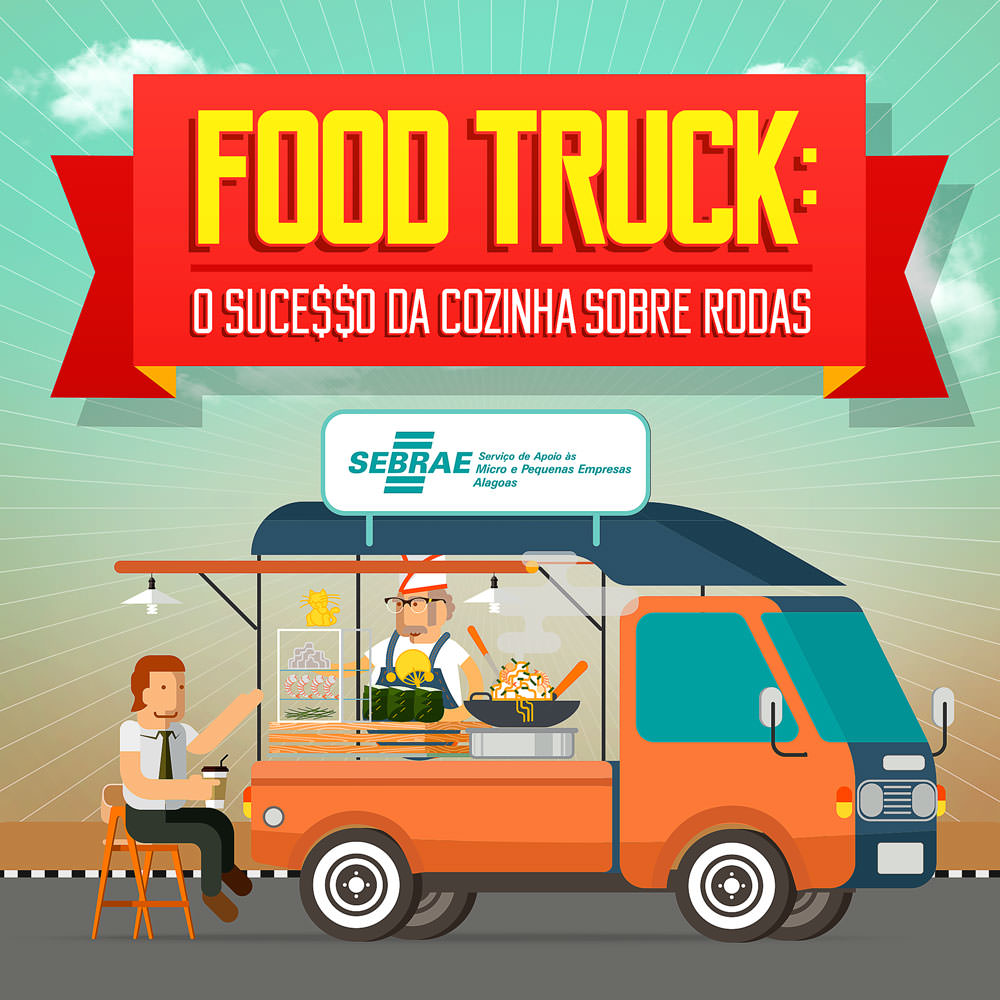 FOOD TRUCK:
O SUCE$$O DA COZINHA SOBRE RODAS
SEBRAE
Serviço de Apoio às
Micro e Pequenas Empresas
Alagoas